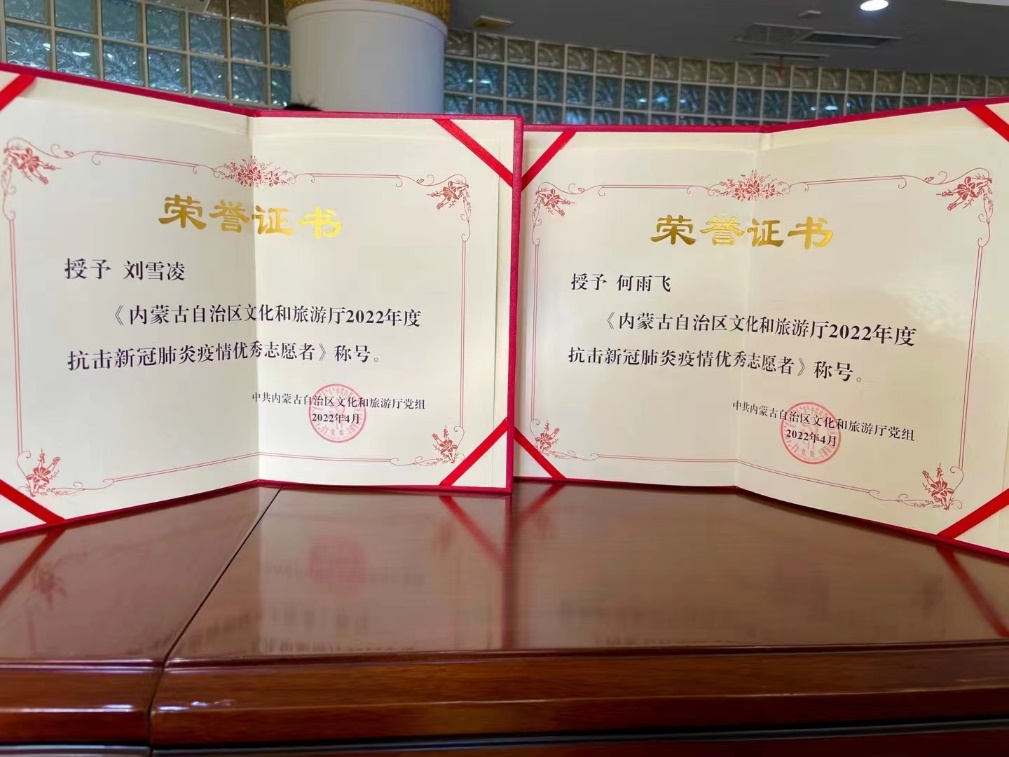 荣誉证书
授予 刘雪凌
《内蒙古自治区文化和旅游厅2022年度
抗击新冠肺炎疫情优秀志愿者》称号。
中共内蒙古自治区文化和旅游厅党组
2022年4月
荣誉证书
授予 何雨飞
《内蒙古自治区文化和旅游厅2022年度
抗击新冠肺炎疫情优秀志愿者》称号。
中共内蒙古自治区文化和旅游厅党组
2022年4月